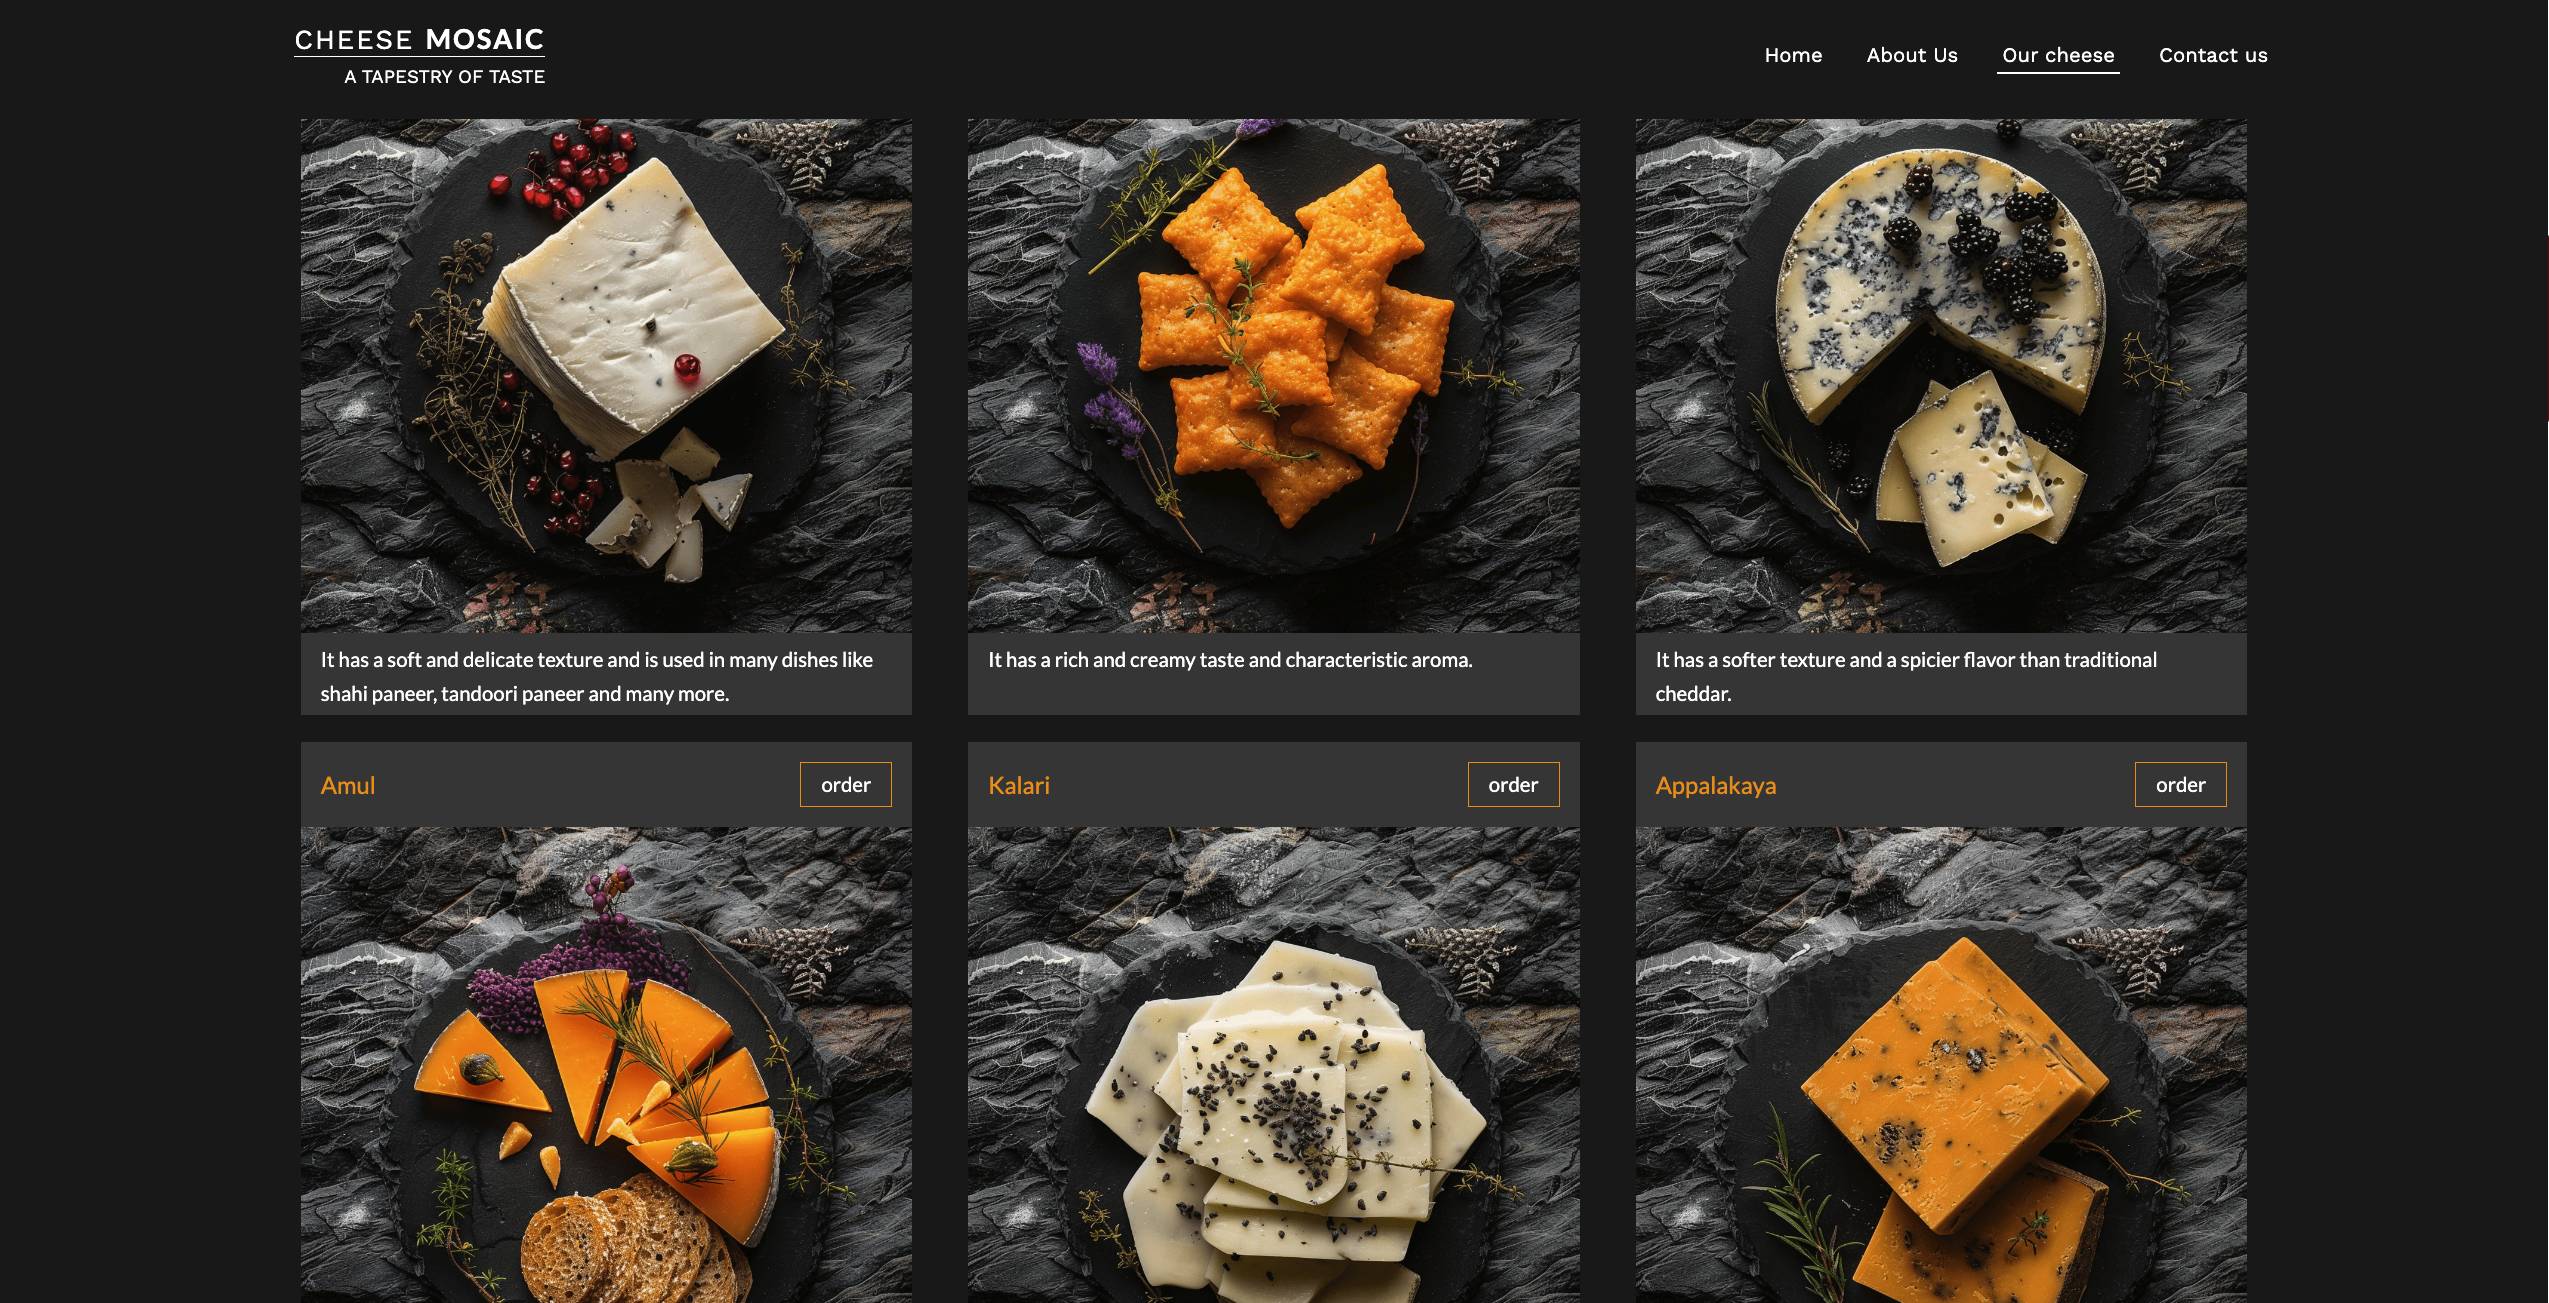 CHEESE MOSAIC
A TAPESTRY OF TASTE
Home
About Us
Our cheese
Contact us
It has a soft and delicate texture and is used in many dishes like
shahi paneer, tandoori paneer and many more.
It has a rich and creamy taste and characteristic aroma.
It has a softer texture and a spicier flavor than traditional
cheddar.
Amul
order
Kalari
order
Appalakaya
order